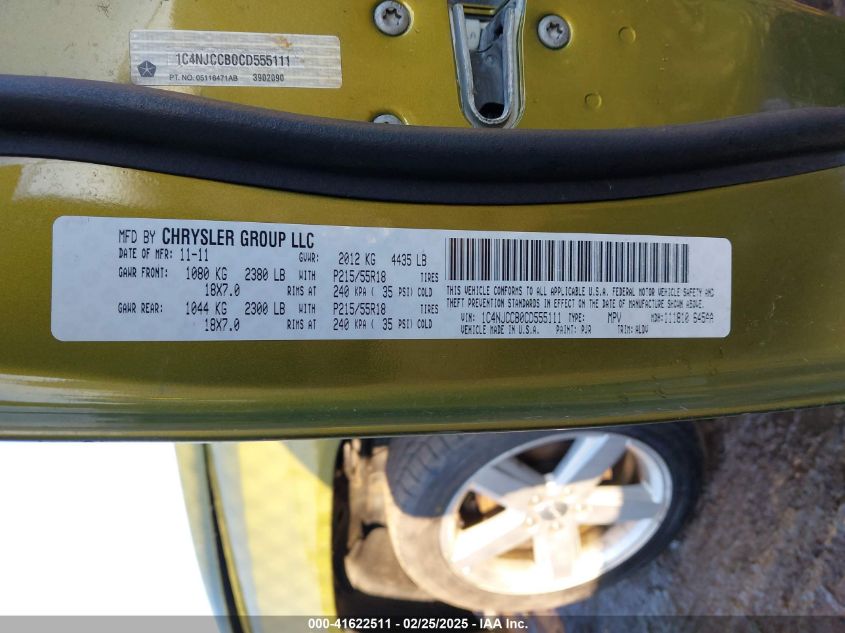 1C4NJCCB0CD555111
PT. NO. 05116471AB 3902090
MFD BY CHRYSLER GROUP LLC
DATE OF MFR: 11-11 GVWR: 2012 KG 4435 LB
GAWR FRONT: 1080 KG 2380 LB WITH P215/55R18 TIRES
18X7.0 RIMS AT 240 KPA ( 35 PSI) COLD
GAWR REAR: 1044 KG 2300 LB WITH P215/55R18 TIRES
18X7.0 RIMS AT 240 KPA ( 35 PSI) COLD
THIS VEHICLE CONFORMS TO ALL APPLICABLE U.S.A. FEDERAL MOTOR VEHICLE SAFETY AND
THEFT PREVENTION STANDARDS IN EFFECT ON THE DATE OF MANUFACTURE SHOWN ABOVE.
VIN: 1C4NJCCB0CD555111 TYPE: MPV MDH: 111810
VEHICLE MADE IN U.S.A. PAINT: PJR TRIM: ALDV
000-41622511 - 02/25/2025 - IAA Inc.